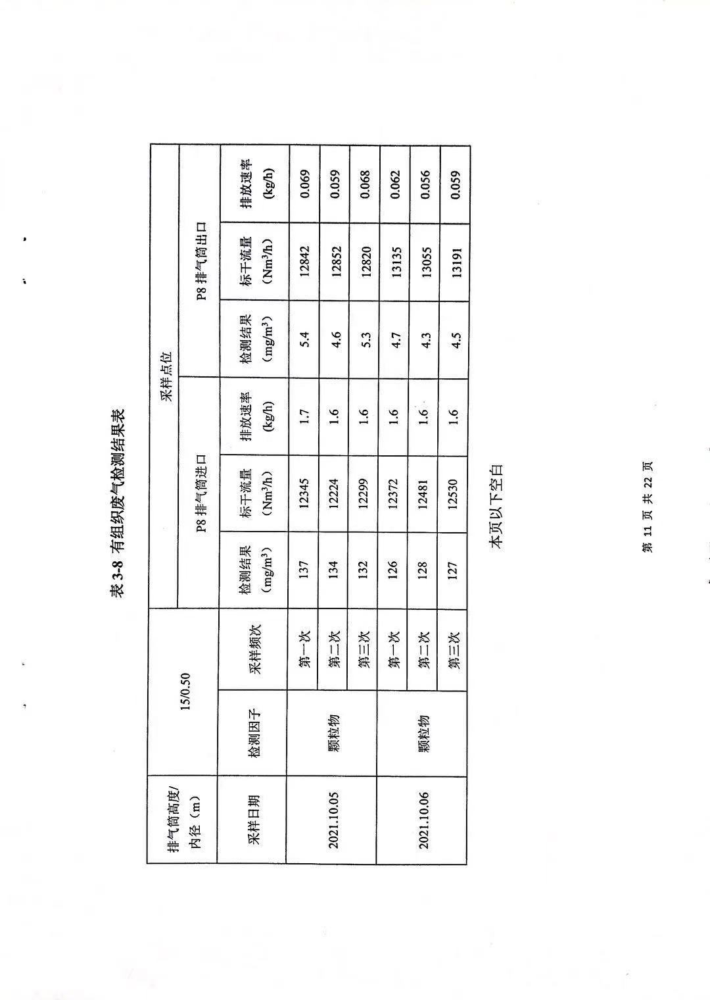 表 3-8 有组织废气检测结果表
排气筒高度/
内径（m）
15/0.50
采样点位
P8 排气筒进口
P8 排气筒出口
采样日期
检测因子
采样频次
检测结果
（mg/m³）
标干流量
（Nm³/h）
排放速率
(kg/h)
检测结果
（mg/m³）
标干流量
（Nm³/h）
排放速率
(kg/h)
2021.10.05
颗粒物
第一次 137 12345 1.7 5.4 12842 0.069
第二次 134 12224 1.6 4.6 12852 0.059
第三次 132 12299 1.6 5.3 12820 0.068
2021.10.06
颗粒物
第一次 126 12372 1.6 4.7 13135 0.062
第二次 128 12481 1.6 4.3 13055 0.056
第三次 127 12530 1.6 4.5 13191 0.059
本页以下空白
第 11 页 共 22 页